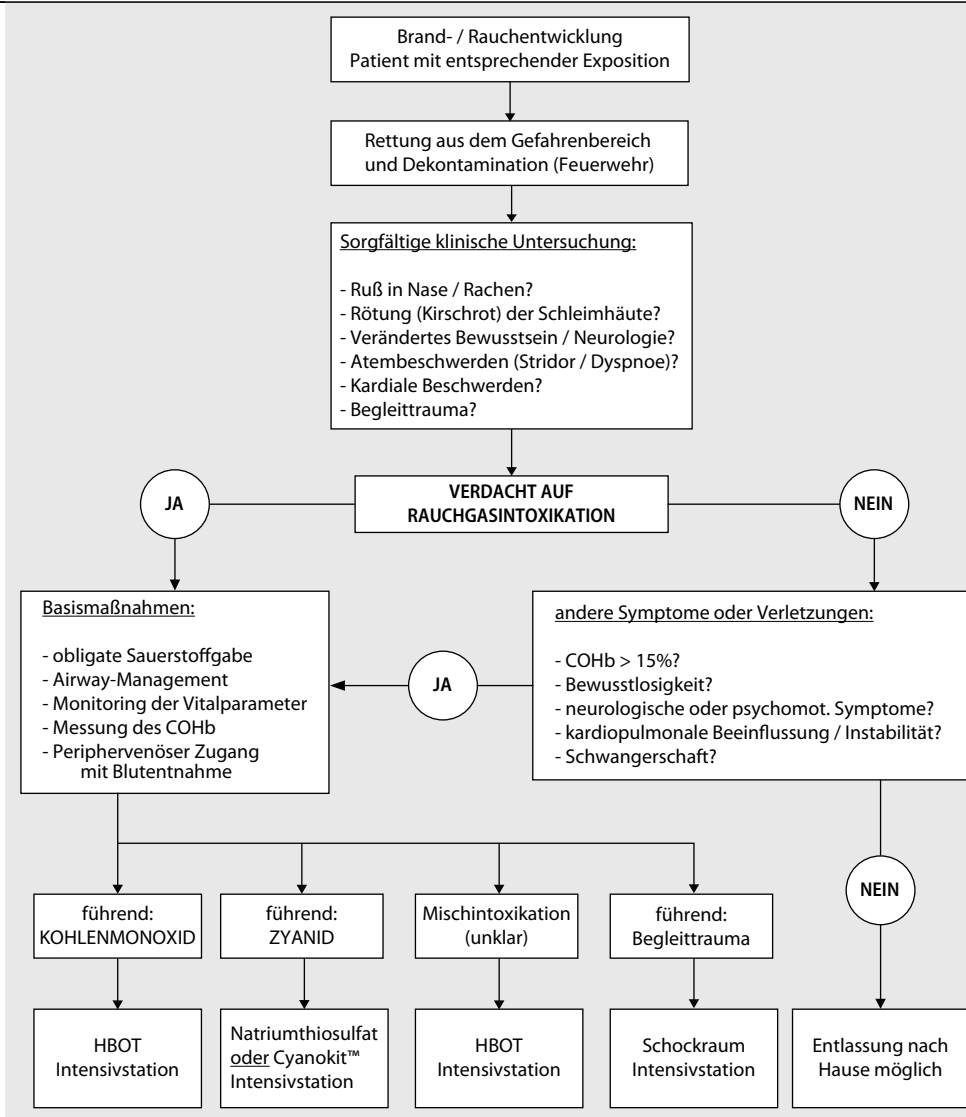 Brand- / Rauchentwicklung
Patient mit entsprechender Exposition
Rettung aus dem Gefahrenbereich
und Dekontamination (Feuerwehr)
Sorgfältige klinische Untersuchung:
- Ruß in Nase / Rachen?
- Rötung (Kirschrot) der Schleimhäute?
- Verändertes Bewusstsein / Neurologie?
- Atembeschwerden (Stridor / Dyspnoe)?
- Kardiale Beschwerden?
- Begleittrauma?
JA
VERDACHT AUF
RAUCHGASINTOXIKATION
NEIN
Basismaßnahmen:
- obligate Sauerstoffgabe
- Airway-Management
- Monitoring der Vitalparameter
- Messung des COHb
- Periphervenöser Zugang
mit Blutentnahme
JA
andere Symptome oder Verletzungen:
- COHb > 15%?
- Bewusstlosigkeit?
- neurologische oder psychomot. Symptome?
- kardiopulmonale Beeinflussung / Instabilität?
- Schwangerschaft?
NEIN
führend:
KOHLENMONOXID
führend:
ZYANID
Mischintoxikation
(unklar)
führend:
Begleittrauma
HBOT
Intensivstation
Natriumthiosulfat
oder Cyanokit™
Intensivstation
HBOT
Intensivstation
Schockraum
Intensivstation
Entlassung nach
Hause möglich